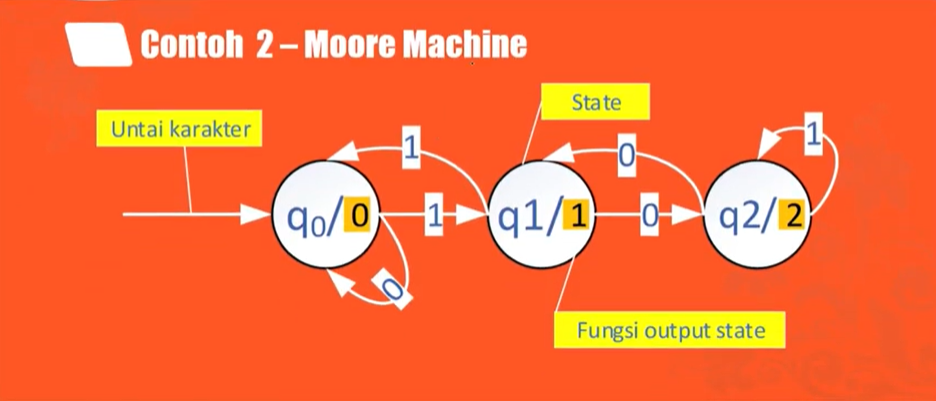 Contoh 2 – Moore Machine
State
Untai karakter
1
0
1
q0/0
1
q1/1
0
q2/2
0
Fungsi output state